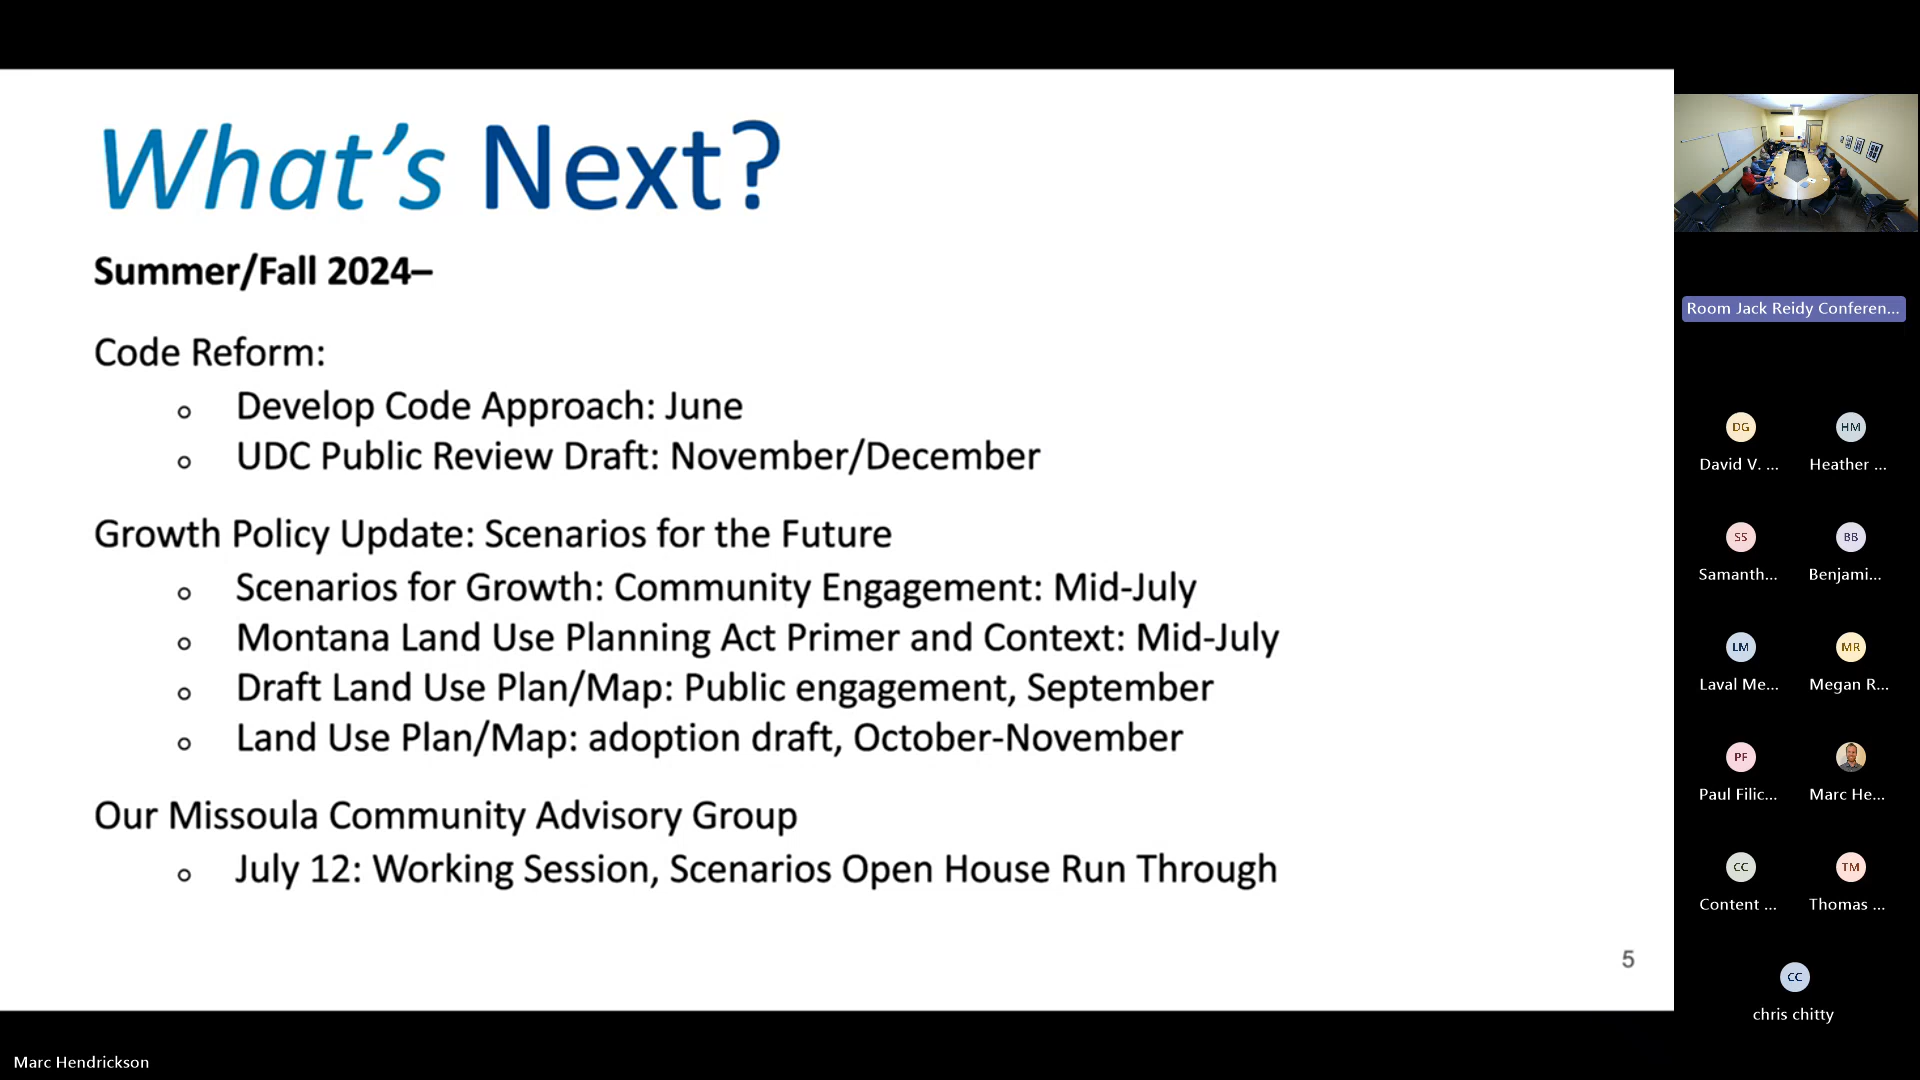 What's Next?
Summer/Fall 2024–
Code Reform:
Develop Code Approach: June
UDC Public Review Draft: November/December
Growth Policy Update: Scenarios for the Future
Scenarios for Growth: Community Engagement: Mid-July
Montana Land Use Planning Act Primer and Context: Mid-July
Draft Land Use Plan/Map: Public engagement, September
Land Use Plan/Map: adoption draft, October-November
Our Missoula Community Advisory Group
July 12: Working Session, Scenarios Open House Run Through
5
Room Jack Reidy Conferen...
DG HM
David V. ... Heather ...
SS BB
Samanth... Benjami...
LM MR
Laval Me... Megan R...
PF
Paul Filic... Marc He...
CC TM
Content ... Thomas ...
CC
chris chitty
Marc Hendrickson